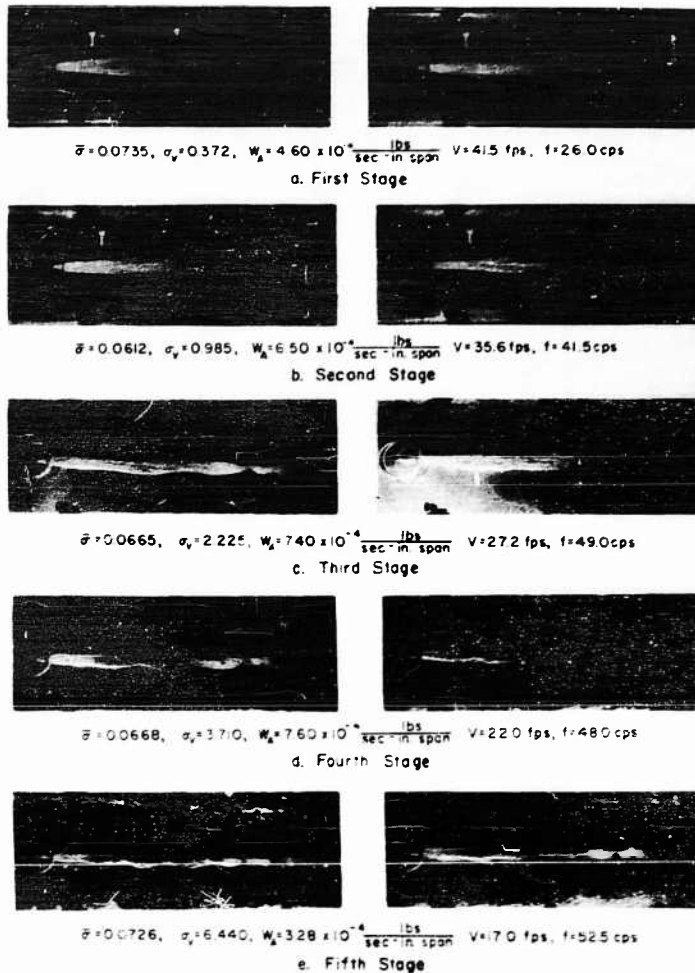 σ̄=0.0735, σᵥ=0.372, W_A=4.60 x 10⁻⁴ lbs/sec-in span V=41.5 fps, f=26.0 cps
a. First Stage
σ̄=0.0612, σᵥ=0.985, W_A=6.50 x 10⁻⁴ lbs/sec-in. span V=35.6 fps, f=41.5 cps
b. Second Stage
σ̄=0.0665, σᵥ=2.225, W_A=7.40 x 10⁻⁴ lbs/sec-in. span V=27.2 fps, f=49.0 cps
c. Third Stage
σ̄=0.0668, σᵥ=3.710, W_A=7.60 x 10⁻⁴ lbs/sec-in. span V=22.0 fps, f=48.0 cps
d. Fourth Stage
σ̄=0.0726, σᵥ=6.440, W_A=3.28 x 10⁻⁴ lbs/sec-in. span V=17.0 fps, f=52.5 cps
e. Fifth Stage